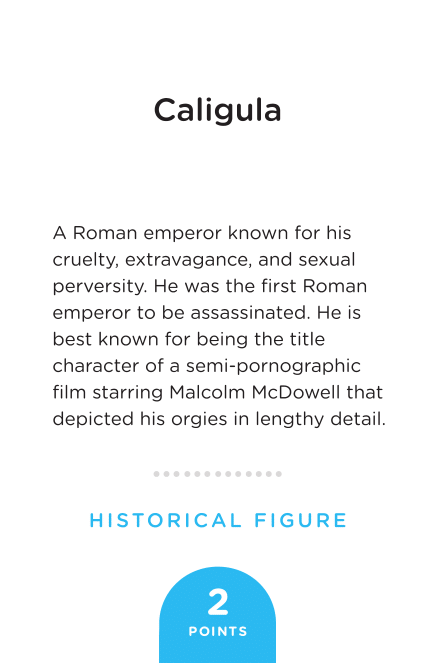 Caligula
A Roman emperor known for his
cruelty, extravagance, and sexual
perversity. He was the first Roman
emperor to be assassinated. He is
best known for being the title
character of a semi-pornographic
film starring Malcolm McDowell that
depicted his orgies in lengthy detail.
HISTORICAL FIGURE
2
POINTS